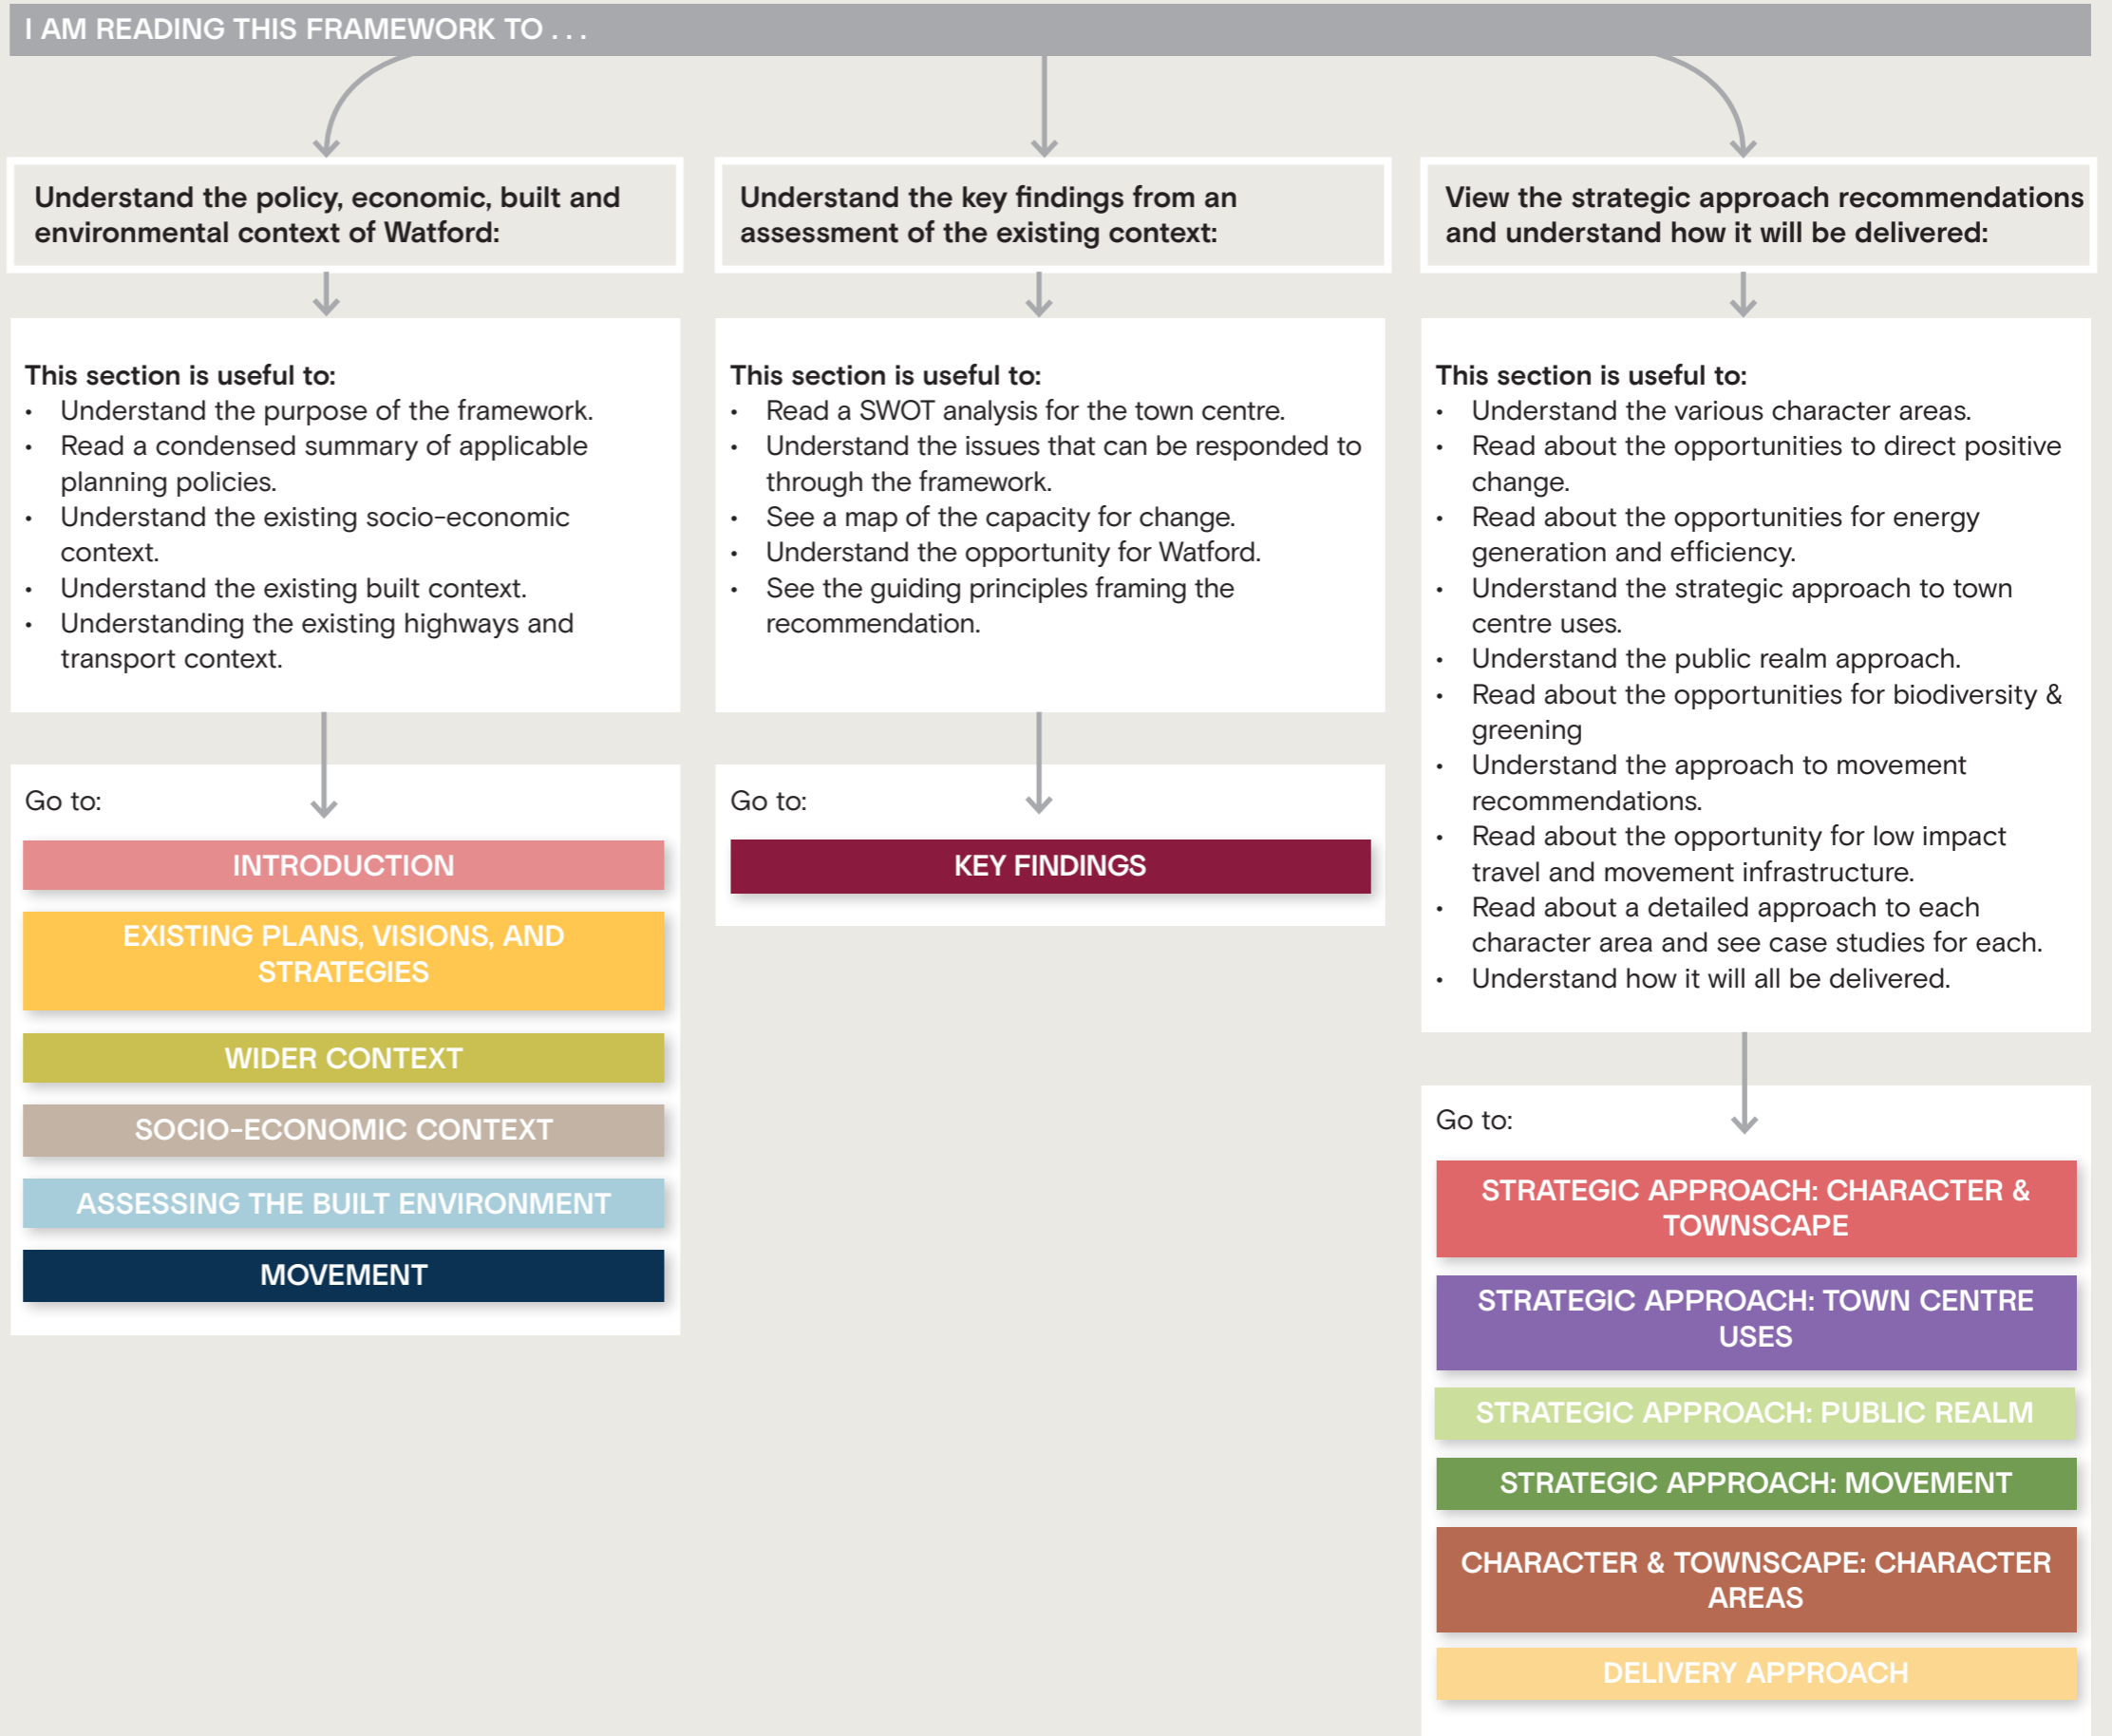 I AM READING THIS FRAMEWORK TO . . .
Understand the policy, economic, built and
environmental context of Watford:
This section is useful to:
• Understand the purpose of the framework.
• Read a condensed summary of applicable
planning policies.
• Understand the existing socio-economic
context.
• Understand the existing built context.
• Understanding the existing highways and
transport context.
Go to:
INTRODUCTION
EXISTING PLANS, VISIONS, AND
STRATEGIES
WIDER CONTEXT
SOCIO-ECONOMIC CONTEXT
ASSESSING THE BUILT ENVIRONMENT
MOVEMENT
Understand the key findings from an
assessment of the existing context:
This section is useful to:
• Read a SWOT analysis for the town centre.
• Understand the issues that can be responded to
through the framework.
• See a map of the capacity for change.
• Understand the opportunity for Watford.
• See the guiding principles framing the
recommendation.
Go to:
KEY FINDINGS
View the strategic approach recommendations
and understand how it will be delivered:
This section is useful to:
• Understand the various character areas.
• Read about the opportunities to direct positive
change.
• Read about the opportunities for energy
generation and efficiency.
• Understand the strategic approach to town
centre uses.
• Understand the public realm approach.
• Read about the opportunities for biodiversity &
greening
• Understand the approach to movement
recommendations.
• Read about the opportunity for low impact
travel and movement infrastructure.
• Read about a detailed approach to each
character area and see case studies for each.
• Understand how it will all be delivered.
Go to:
STRATEGIC APPROACH: CHARACTER &
TOWNSCAPE
STRATEGIC APPROACH: TOWN CENTRE
USES
STRATEGIC APPROACH: PUBLIC REALM
STRATEGIC APPROACH: MOVEMENT
CHARACTER & TOWNSCAPE: CHARACTER
AREAS
DELIVERY APPROACH